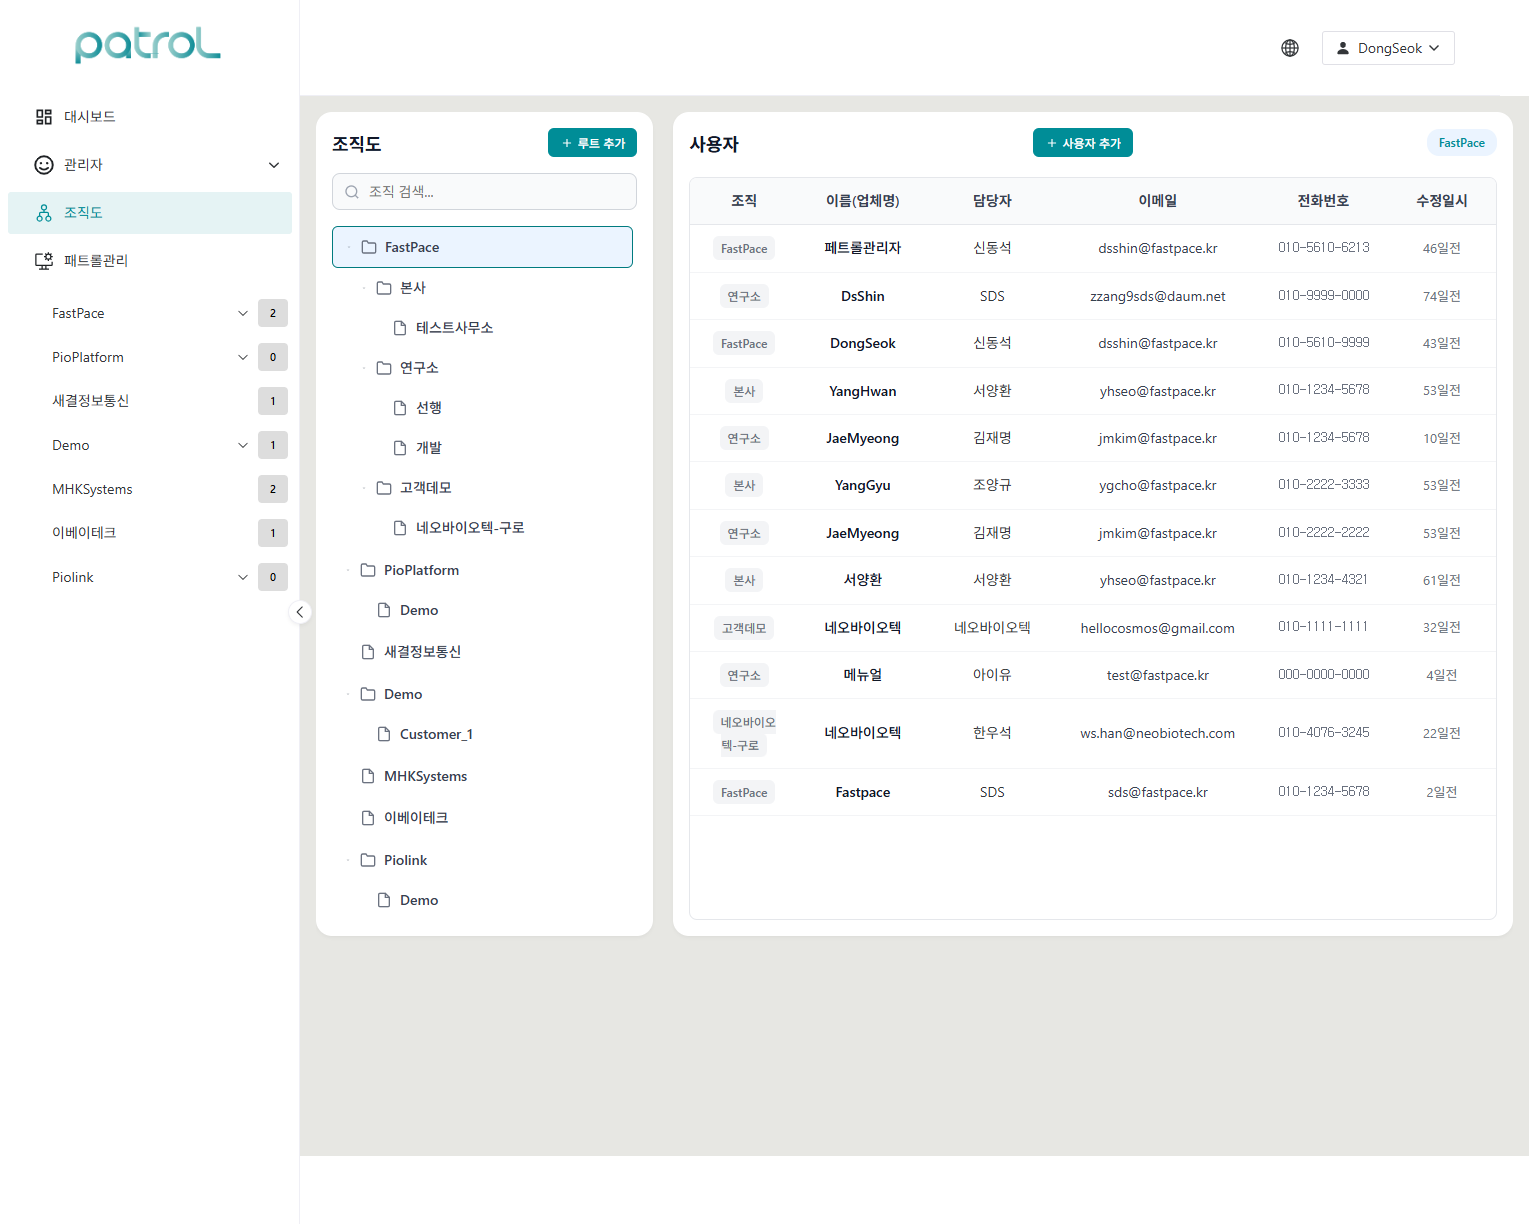 patrol
DongSeok
대시보드
관리자
조직도
패트롤관리
FastPace 2
PioPlatform 0
새결정보통신 1
Demo 1
MHKSystems 2
이베이테크 1
Piolink 0
조직도
+ 루트 추가
조직 검색...
FastPace
본사
테스트사무소
연구소
선행
개발
고객데모
네오바이오텍-구로
PioPlatform
Demo
새결정보통신
Demo
Customer_1
MHKSystems
이베이테크
Piolink
Demo
사용자
+ 사용자 추가
FastPace
조직 이름(업체명) 담당자 이메일 전화번호 수정일시
FastPace 페트롤관리자 신동석 dsshin@fastpace.kr 010-5610-6213 46일전
연구소 DsShin SDS zzang9sds@daum.net 010-9999-0000 74일전
FastPace DongSeok 신동석 dsshin@fastpace.kr 010-5610-9999 43일전
본사 YangHwan 서양환 yhseo@fastpace.kr 010-1234-5678 53일전
연구소 JaeMyeong 김재명 jmkim@fastpace.kr 010-1234-5678 10일전
본사 YangGyu 조양규 ygcho@fastpace.kr 010-2222-3333 53일전
연구소 JaeMyeong 김재명 jmkim@fastpace.kr 010-2222-2222 53일전
본사 서양환 서양환 yhseo@fastpace.kr 010-1234-4321 61일전
고객데모 네오바이오텍 네오바이오텍 hellocosmos@gmail.com 010-1111-1111 32일전
연구소 메뉴얼 아이유 test@fastpace.kr 000-0000-0000 4일전
네오바이오
텍-구로 네오바이오텍 한우석 ws.han@neobiotech.com 010-4076-3245 22일전
FastPace Fastpace SDS sds@fastpace.kr 010-1234-5678 2일전